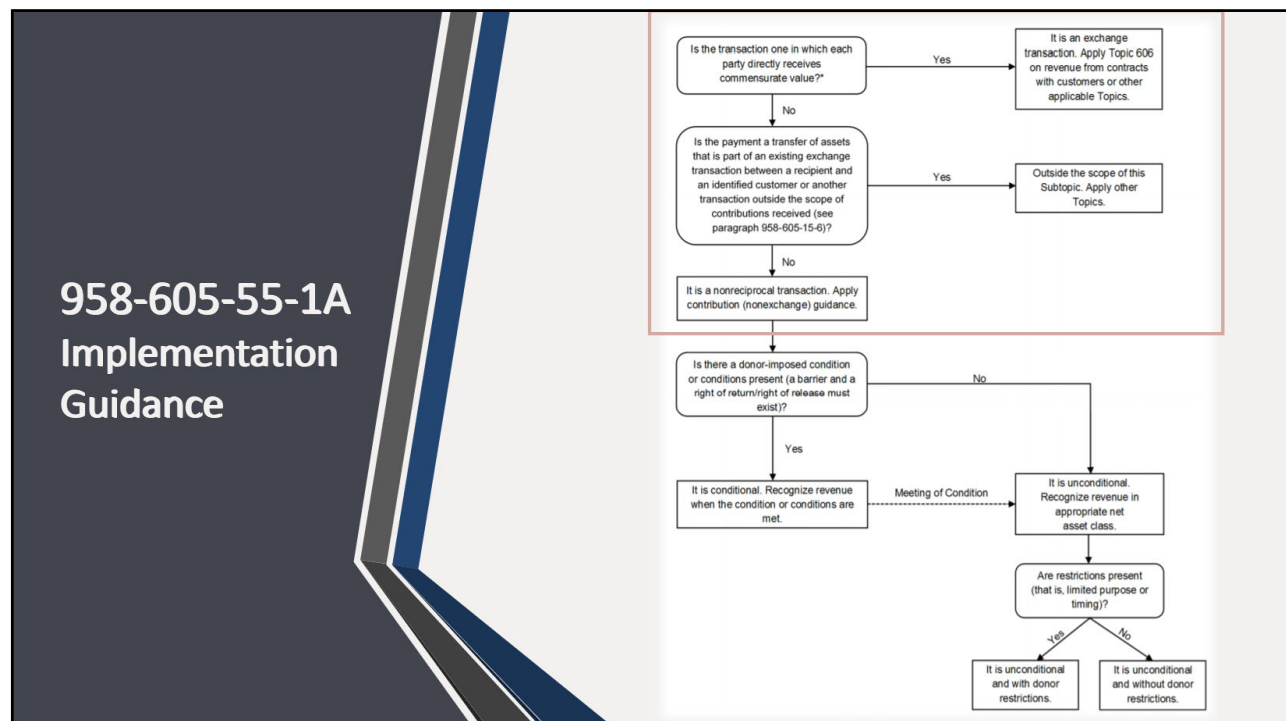 958-605-55-1A
Implementation
Guidance
Is the transaction one in which each
party directly receives
commensurate value?*
Yes
It is an exchange
transaction. Apply Topic 606
on revenue from contracts
with customers or other
applicable Topics.
No
Is the payment a transfer of assets
that is part of an existing exchange
transaction between a recipient and
an identified customer or another
transaction outside the scope of
contributions received (see
paragraph 958-605-15-6)?
Yes
Outside the scope of this
Subtopic. Apply other
Topics.
No
It is a nonreciprocal transaction. Apply
contribution (nonexchange) guidance.
Is there a donor-imposed condition
or conditions present (a barrier and a
right of return/right of release must
exist)?
No
Yes
It is conditional. Recognize revenue
when the condition or conditions are
met.
Meeting of Condition
It is unconditional.
Recognize revenue in
appropriate net
asset class.
Are restrictions present
(that is, limited purpose or
timing)?
Yes
No
It is unconditional
and with donor
restrictions.
It is unconditional
and without donor
restrictions.